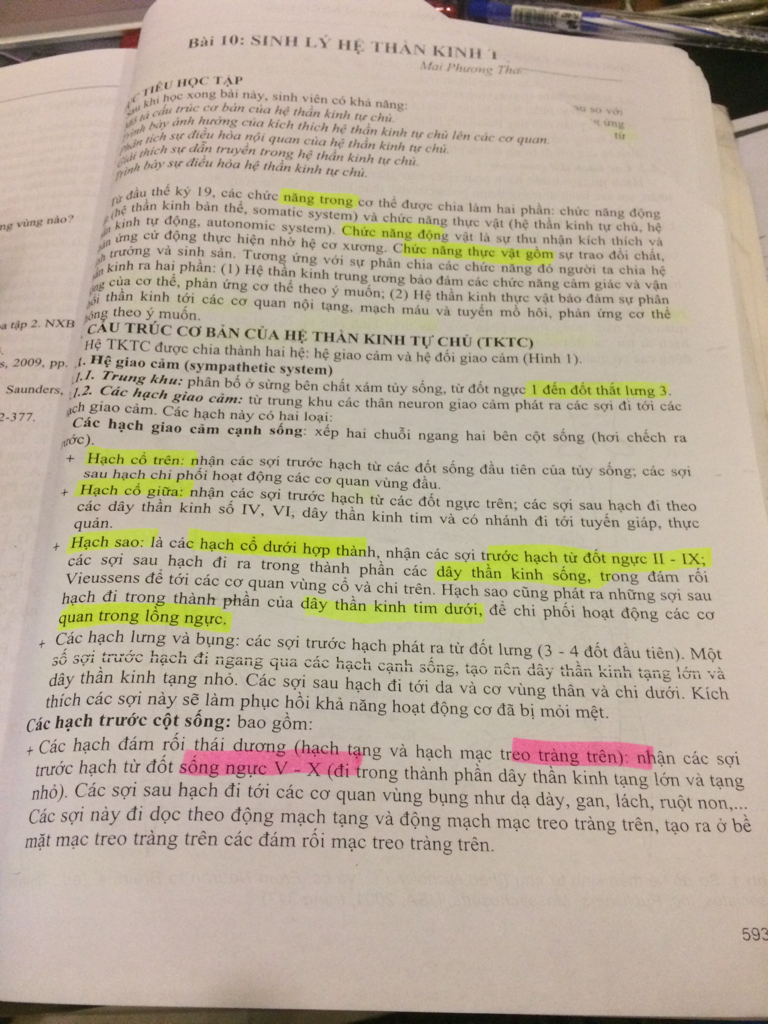 Bài 10: SINH LÝ HỆ THẦN KINH T
Mai Phương Thả
TIÊU HỌC TẬP
khi học xong bài này, sinh viên có khả năng:
tả cấu trúc cơ bản của hệ thần kinh tự chủ.
bày ảnh hưởng của kích thích hệ thần kinh tự chủ lên các cơ quan.
tích sự điều hòa nội quan của hệ thần kinh tự chủ.
thích sự dẫn truyền trong hệ thần kinh tự chủ.
bày sự điều hóa hệ thần kinh tự chủ.
so với
ứng
từ
đầu thế kỷ 19, các chức năng trong cơ thể được chia làm hai phần: chức năng động
(hệ thần kinh bản thể, somatic system) và chức năng thực vật (hệ thần kinh tự chủ, hệ
kinh tự động, autonomic system). Chức năng động vật là sự thu nhận kích thích và
ứng cử động thực hiện nhờ hệ cơ xương. Chức năng thực vật gồm sự trao đổi chất,
trưởng và sinh sản. Tương ứng với sự phân chia các chức năng đó người ta chia hệ
kinh ra hai phần: (1) Hệ thần kinh trung ương bảo đảm các chức năng cảm giác và vận
của cơ thể, phản ứng cơ thể theo ý muốn; (2) Hệ thần kinh thực vật bảo đảm sự phân
thần kinh tới các cơ quan nội tạng, mạch máu và tuyến mồ hôi, phản ứng cơ thể
theo ý muốn.
CẤU TRÚC CƠ BẢN CỦA HỆ THẦN KINH TỰ CHỦ (TKTC)
Hệ TKTC được chia thành hai hệ: hệ giao cảm và hệ đối giao cảm (Hình 1).
1. Hệ giao cảm (sympathetic system)
1.1. Trung khu: phân bố ở sừng bên chất xám tủy sống, từ đốt ngực 1 đến đốt thắt lưng 3.
1.2. Các hạch giao cảm: từ trung khu các thân neuron giao cảm phát ra các sợi đi tới các
hạch giao cảm. Các hạch này có hai loại:
Các hạch giao cảm cạnh sống: xếp hai chuỗi ngang hai bên cột sống (hơi chếch ra
trước).
+ Hạch cổ trên: nhận các sợi trước hạch từ các đốt sống đầu tiên của tủy sống; các sợi
sau hạch chi phối hoạt động các cơ quan vùng đầu.
+ Hạch cổ giữa: nhận các sợi trước hạch từ các đốt ngực trên; các sợi sau hạch đi theo
các dây thần kinh số IV, VI, dây thần kinh tim và có nhánh đi tới tuyến giáp, thực
quản.
+ Hạch sao: là các hạch cổ dưới hợp thành, nhận các sợi trước hạch từ đốt ngực II - IX;
các sợi sau hạch đi ra trong thành phần các dây thần kinh sống, trong đám rối
Vieussens để tới các cơ quan vùng cổ và chi trên. Hạch sao cũng phát ra những sợi sau
hạch đi trong thành phần của dây thần kinh tim dưới, để chi phối hoạt động các cơ
quan trong lồng ngực.
+ Các hạch lưng và bụng: các sợi trước hạch phát ra từ đốt lưng (3 - 4 đốt đầu tiên). Một
số sợi trước hạch đi ngang qua các hạch cạnh sống, tạo nên dây thần kinh tạng lớn và
dây thần kinh tạng nhỏ. Các sợi sau hạch đi tới da và cơ vùng thân và chi dưới. Kích
thích các sợi này sẽ làm phục hồi khả năng hoạt động cơ đã bị mỏi mệt.
Các hạch trước cột sống: bao gồm:
+ Các hạch đám rối thái dương (hạch tạng và hạch mạc treo tràng trên): nhận các sợi
trước hạch từ đốt sống ngực V - X (đi trong thành phần dây thần kinh tạng lớn và tạng
nhỏ). Các sợi sau hạch đi tới các cơ quan vùng bụng như dạ dày, gan, lách, ruột non,...
Các sợi này đi dọc theo động mạch tạng và động mạch mạc treo tràng trên, tạo ra ở bề
mặt mạc treo tràng trên các đám rối mạc treo tràng trên.
593
vùng nào?
tập 2. NXB
2009, pp.
Saunders,
2-377.